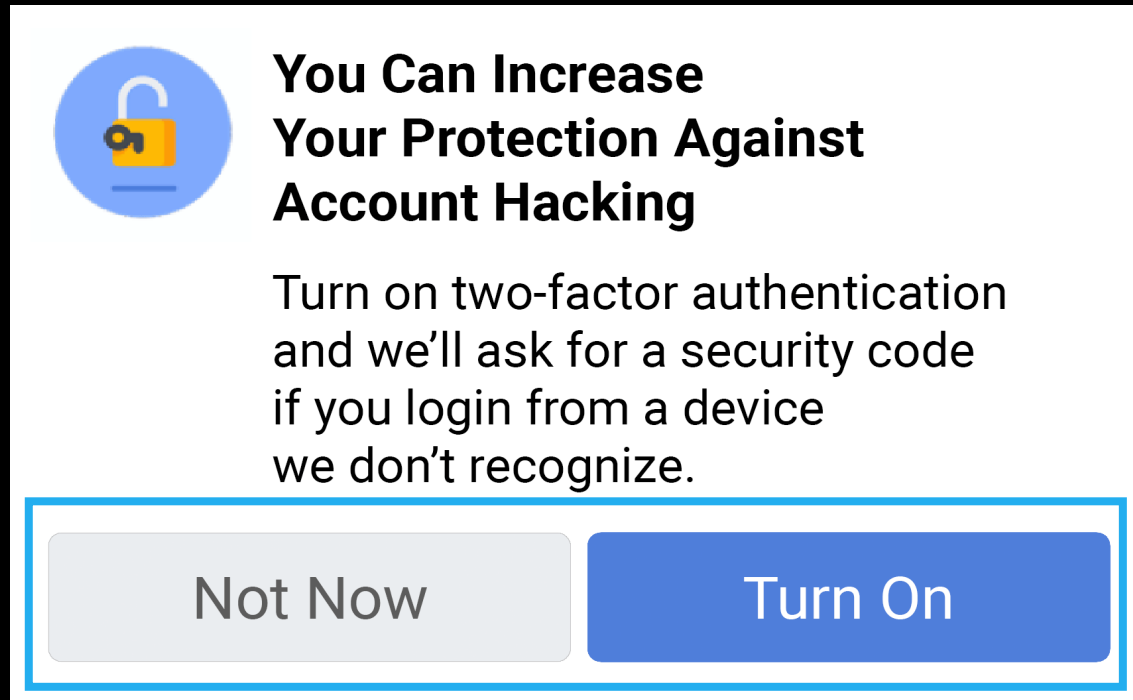 You Can Increase
Your Protection Against
Account Hacking
Turn on two-factor authentication
and we’ll ask for a security code
if you login from a device
we don’t recognize.
Not Now
Turn On